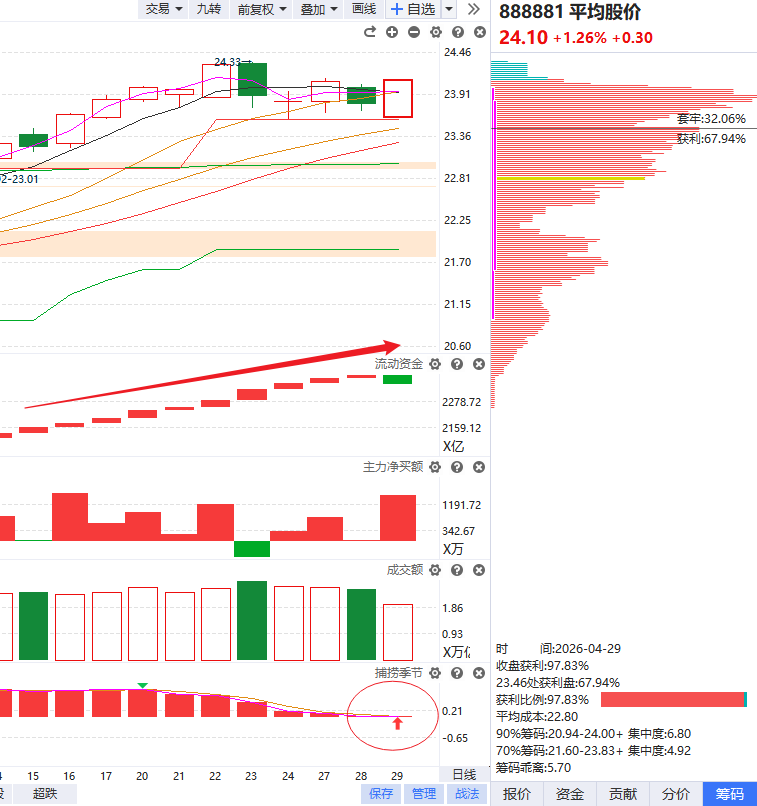 交易 九转 前复权 叠加 画线 + 自选
888881 平均股价
24.10 +1.26% +0.30
24.33
24.46
23.91
23.36
22.81
22.25
21.70
21.15
20.60
2-23.01
套牢:32.06%
获利:67.94%
流动资金
2278.72
2159.12
X亿
主力净买额
1191.72
342.67
X万
成交额
1.86
0.93
X万亿
捕捞季节
0.21
-0.65
15 16 17 20 21 22 23 24 27 28 29 日线
超跌 保存 管理 战法
时 间:2026-04-29
收盘获利:97.83%
23.46处获利盘:67.94%
获利比例:97.83%
平均成本:22.80
90%筹码:20.94-24.00+ 集中度:6.80
70%筹码:21.60-23.83+ 集中度:4.92
筹码乖离:5.70
报价 资金 贡献 分价 筹码